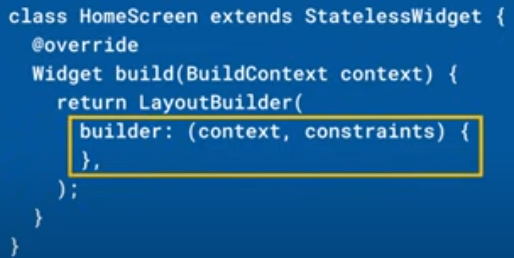 class HomeScreen extends StatelessWidget {
@override
Widget build(BuildContext context) {
return LayoutBuilder(
builder: (context, constraints) {
},
);
}
}